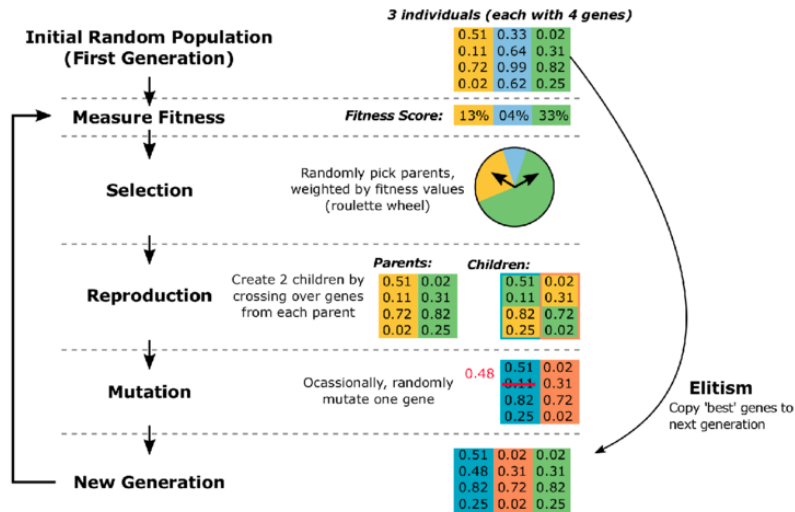 3 individuals (each with 4 genes)
Initial Random Population
(First Generation)
0.51 0.33 0.02
0.11 0.64 0.31
0.72 0.99 0.82
0.02 0.62 0.25
Measure Fitness
Fitness Score: 13% 04% 33%
Selection
Randomly pick parents,
weighted by fitness values
(roulette wheel)
Reproduction
Create 2 children by
crossing over genes
from each parent
Parents:
0.51 0.02
0.11 0.31
0.72 0.82
0.02 0.25
Children:
0.51 0.02
0.11 0.31
0.82 0.72
0.25 0.02
Mutation
Ocassionally, randomly
mutate one gene
0.48
0.51 0.02
0.11 0.31
0.82 0.72
0.25 0.02
Elitism
Copy 'best' genes to
next generation
New Generation
0.51 0.02 0.02
0.48 0.31 0.31
0.82 0.72 0.82
0.25 0.02 0.25